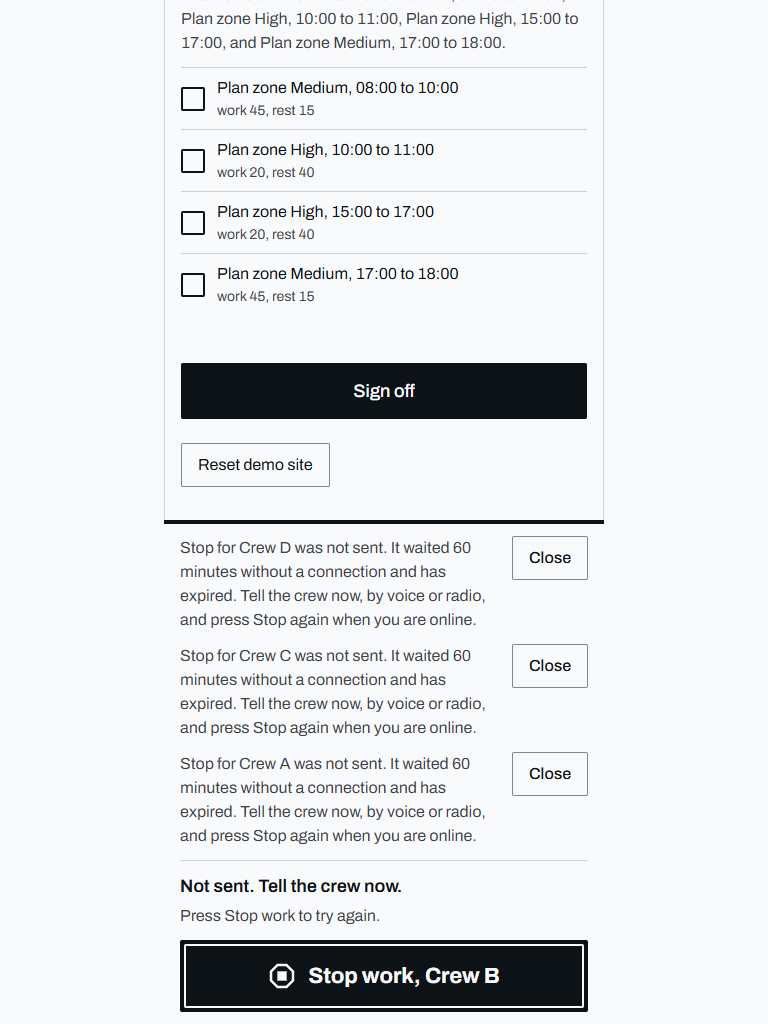 Plan zone High, 10:00 to 11:00, Plan zone High, 15:00 to
17:00, and Plan zone Medium, 17:00 to 18:00.
Plan zone Medium, 08:00 to 10:00
work 45, rest 15
Plan zone High, 10:00 to 11:00
work 20, rest 40
Plan zone High, 15:00 to 17:00
work 20, rest 40
Plan zone Medium, 17:00 to 18:00
work 45, rest 15
Sign off
Reset demo site
Stop for Crew D was not sent. It waited 60
minutes without a connection and has
expired. Tell the crew now, by voice or radio,
and press Stop again when you are online.
Close
Stop for Crew C was not sent. It waited 60
minutes without a connection and has
expired. Tell the crew now, by voice or radio,
and press Stop again when you are online.
Close
Stop for Crew A was not sent. It waited 60
minutes without a connection and has
expired. Tell the crew now, by voice or radio,
and press Stop again when you are online.
Close
Not sent. Tell the crew now.
Press Stop work to try again.
Stop work, Crew B